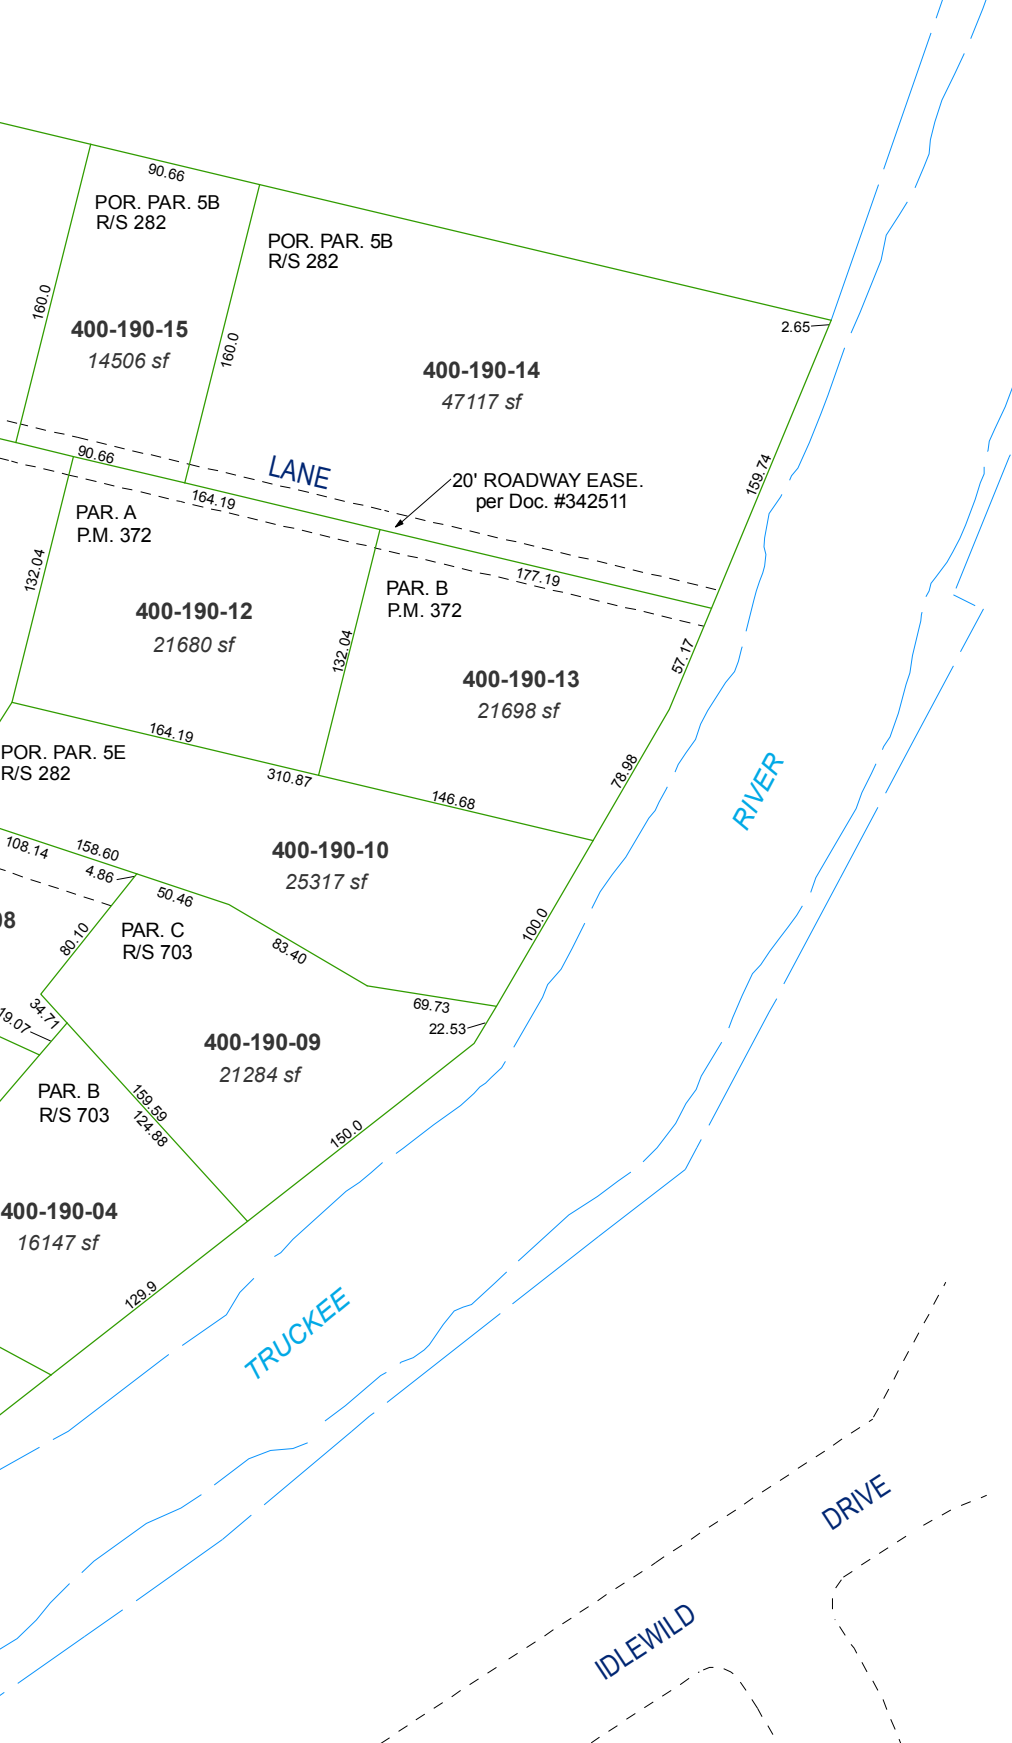 90.66
POR. PAR. 5B
R/S 282
POR. PAR. 5B
R/S 282
160.0
400-190-15
14506 sf
160.0
2.65
400-190-14
47117 sf
90.66
LANE
164.19
20' ROADWAY EASE.
per Doc. #342511
159.74
PAR. A
P.M. 372
132.04
177.19
PAR. B
P.M. 372
400-190-12
21680 sf
132.04
57.17
400-190-13
21698 sf
164.19
POR. PAR. 5E
R/S 282
310.87
78.98
146.68
RIVER
108.14
158.60
4.86
400-190-10
25317 sf
50.46
08
PAR. C
R/S 703
80.10
83.40
100.0
69.73
22.53
34.71
19.07
400-190-09
21284 sf
PAR. B
R/S 703
159.59
124.88
150.0
400-190-04
16147 sf
129.9
TRUCKEE
DRIVE
IDLEWILD